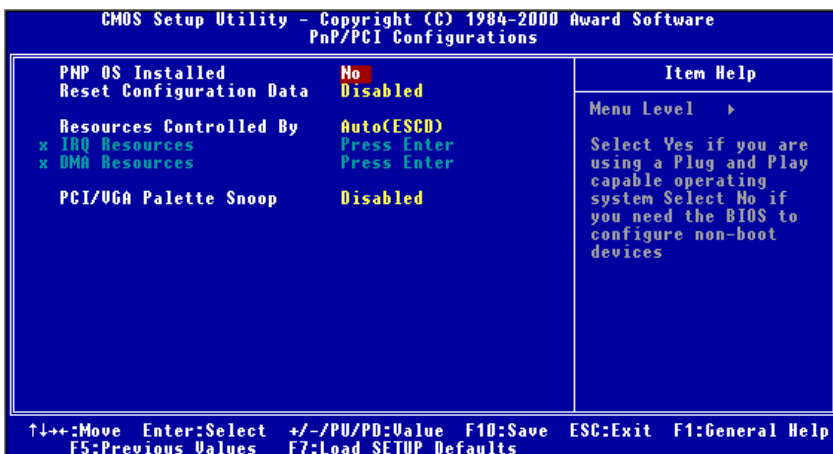 CMOS Setup Utility - Copyright (C) 1984-2000 Award Software
PnP/PCI Configurations
PNP OS Installed No
Reset Configuration Data Disabled
Resources Controlled By Auto(ESCD)
x IRQ Resources Press Enter
x DMA Resources Press Enter
PCI/VGA Palette Snoop Disabled
Item Help
Menu Level ▸
Select Yes if you are
using a Plug and Play
capable operating
system Select No if
you need the BIOS to
configure non-boot
devices
↑↓→←:Move Enter:Select +/-/PU/PD:Value F10:Save ESC:Exit F1:General Help
F5:Previous Values F7:Load SETUP Defaults